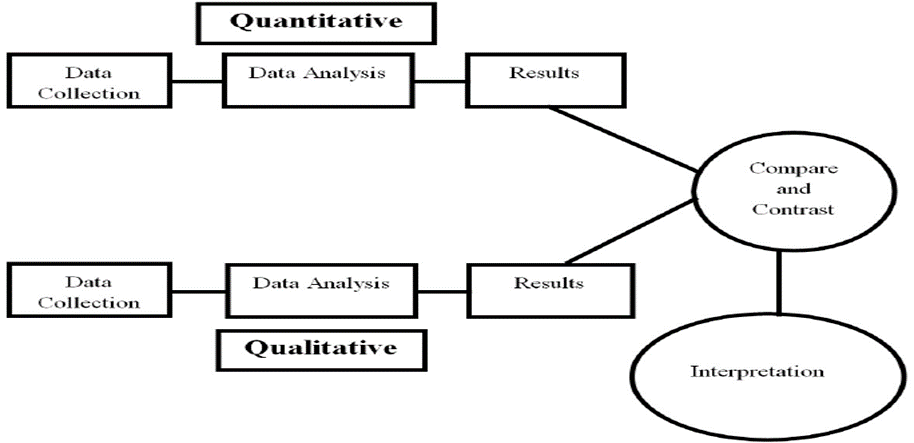 Quantitative
Data
Collection
Data Analysis
Results
Compare
and
Contrast
Data
Collection
Data Analysis
Results
Qualitative
Interpretation